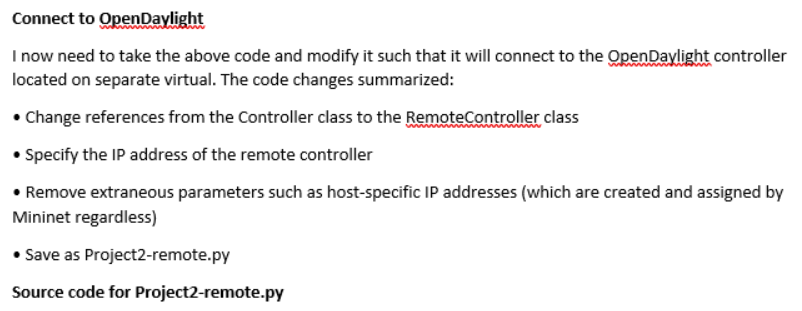 Connect to OpenDaylight
I now need to take the above code and modify it such that it will connect to the OpenDaylight controller
located on separate virtual. The code changes summarized:
• Change references from the Controller class to the RemoteController class
• Specify the IP address of the remote controller
• Remove extraneous parameters such as host-specific IP addresses (which are created and assigned by
Mininet regardless)
• Save as Project2-remote.py
Source code for Project2-remote.py